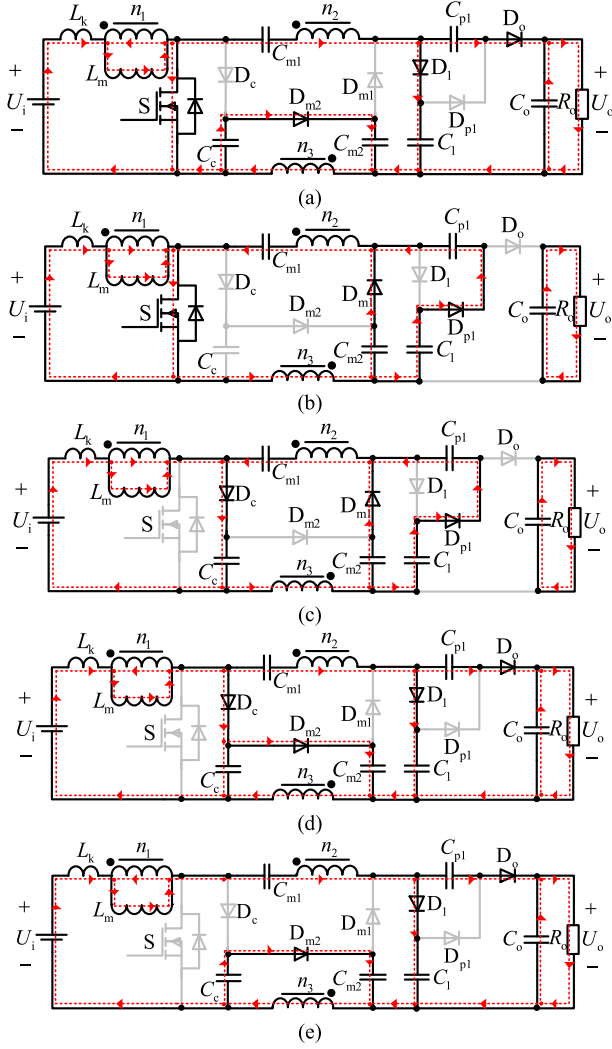 Lk n1 n2 Cp1 Do
+ Cm1 +
Lm Dc D1
Ui S Dm2 Dm1 Dp1 Co Ro Uo
− −
Cc n3 Cm2 C1
(a)
Lk n1 n2 Cp1 Do
+ Cm1 +
Lm Dc D1
Ui S Dm2 Dm Dp1 Co Ro Uo
− −
Cc n3 Cm2 C1
(b)
Lk n1 n2 Cp1 Do
+ Cm1 +
Lm Dc D1
Ui S Dm2 Dm1 Dp1 Co Ro Uo
− −
Cc n3 Cm2 C1
(c)
Lk n1 n2 Cp1 Do
+ Cm1 +
Lm Dc D1
Ui S Dm2 Dm1 Dp1 Co Ro Uo
− −
Cc n3 Cm2 C1
(d)
Lk n1 n2 Cp1 Do
+ Cm1 +
Lm Dc D1
Ui S Dm2 Dm1 Dp1 Co Ro Uo
− −
Cc n3 Cm2 C1
(e)